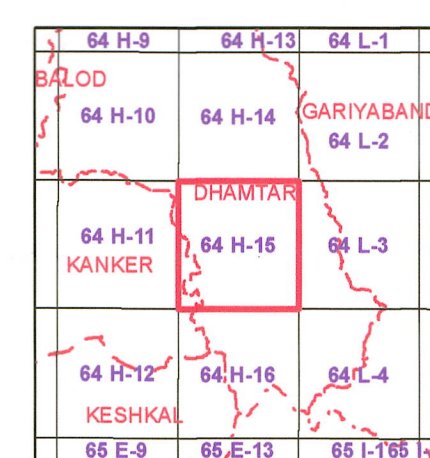 64 H-9 64 H-13 64 L-1
BALOD
GARIYABAND
64 H-10 64 H-14
64 L-2
DHAMTAR
64 H-11 64 H-15 64 L-3
KANKER
64 H-12 64 H-16 64 L-4
KESHKAL
65 E-9 65 E-13 65 I-1 65 I-